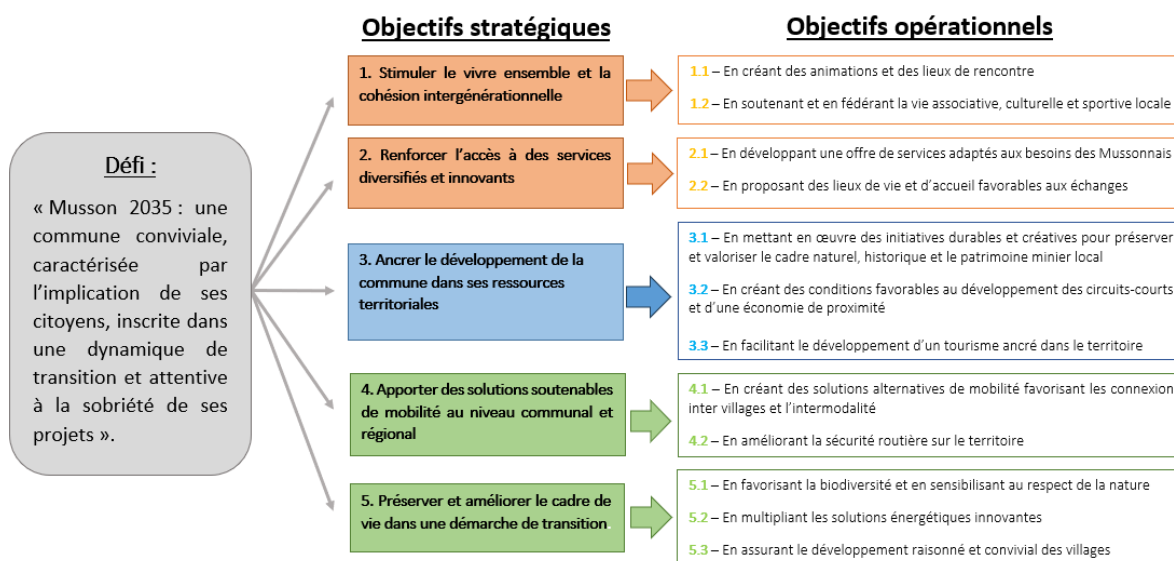 Objectifs stratégiques
Objectifs opérationnels
Défi :
« Musson 2035 : une
commune conviviale,
caractérisée par
l’implication de ses
citoyens, inscrite dans
une dynamique de
transition et attentive
à la sobriété de ses
projets ».
1. Stimuler le vivre ensemble et la
cohésion intergénérationnelle
1.1 – En créant des animations et des lieux de rencontre
1.2 – En soutenant et en fédérant la vie associative, culturelle et sportive locale
2. Renforcer l’accès à des services
diversifiés et innovants
2.1 – En développant une offre de services adaptés aux besoins des Mussonnais
2.2 – En proposant des lieux de vie et d’accueil favorables aux échanges
3. Ancrer le développement de la
commune dans ses ressources
territoriales
3.1 – En mettant en œuvre des initiatives durables et créatives pour préserver
et valoriser le cadre naturel, historique et le patrimoine minier local
3.2 – En créant des conditions favorables au développement des circuits-courts
et d’une économie de proximité
3.3 – En facilitant le développement d’un tourisme ancré dans le territoire
4. Apporter des solutions soutenables
de mobilité au niveau communal et
régional
4.1 – En créant des solutions alternatives de mobilité favorisant les connexion
inter villages et l’intermodalité
4.2 – En améliorant la sécurité routière sur le territoire
5. Préserver et améliorer le cadre de
vie dans une démarche de transition.
5.1 – En favorisant la biodiversité et en sensibilisant au respect de la nature
5.2 – En multipliant les solutions énergétiques innovantes
5.3 – En assurant le développement raisonné et convivial des villages